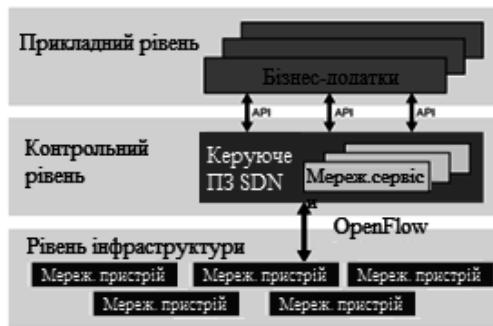 Прикладний рівень
Бізнес-додатки
API API API
Контрольний
рівень
Керуюче
ПЗ SDN
Мереж.сервіс
и
OpenFlow
Рівень інфраструктури
Мереж. пристрій Мереж. пристрій Мереж. пристрій
Мереж. пристрій Мереж. пристрій